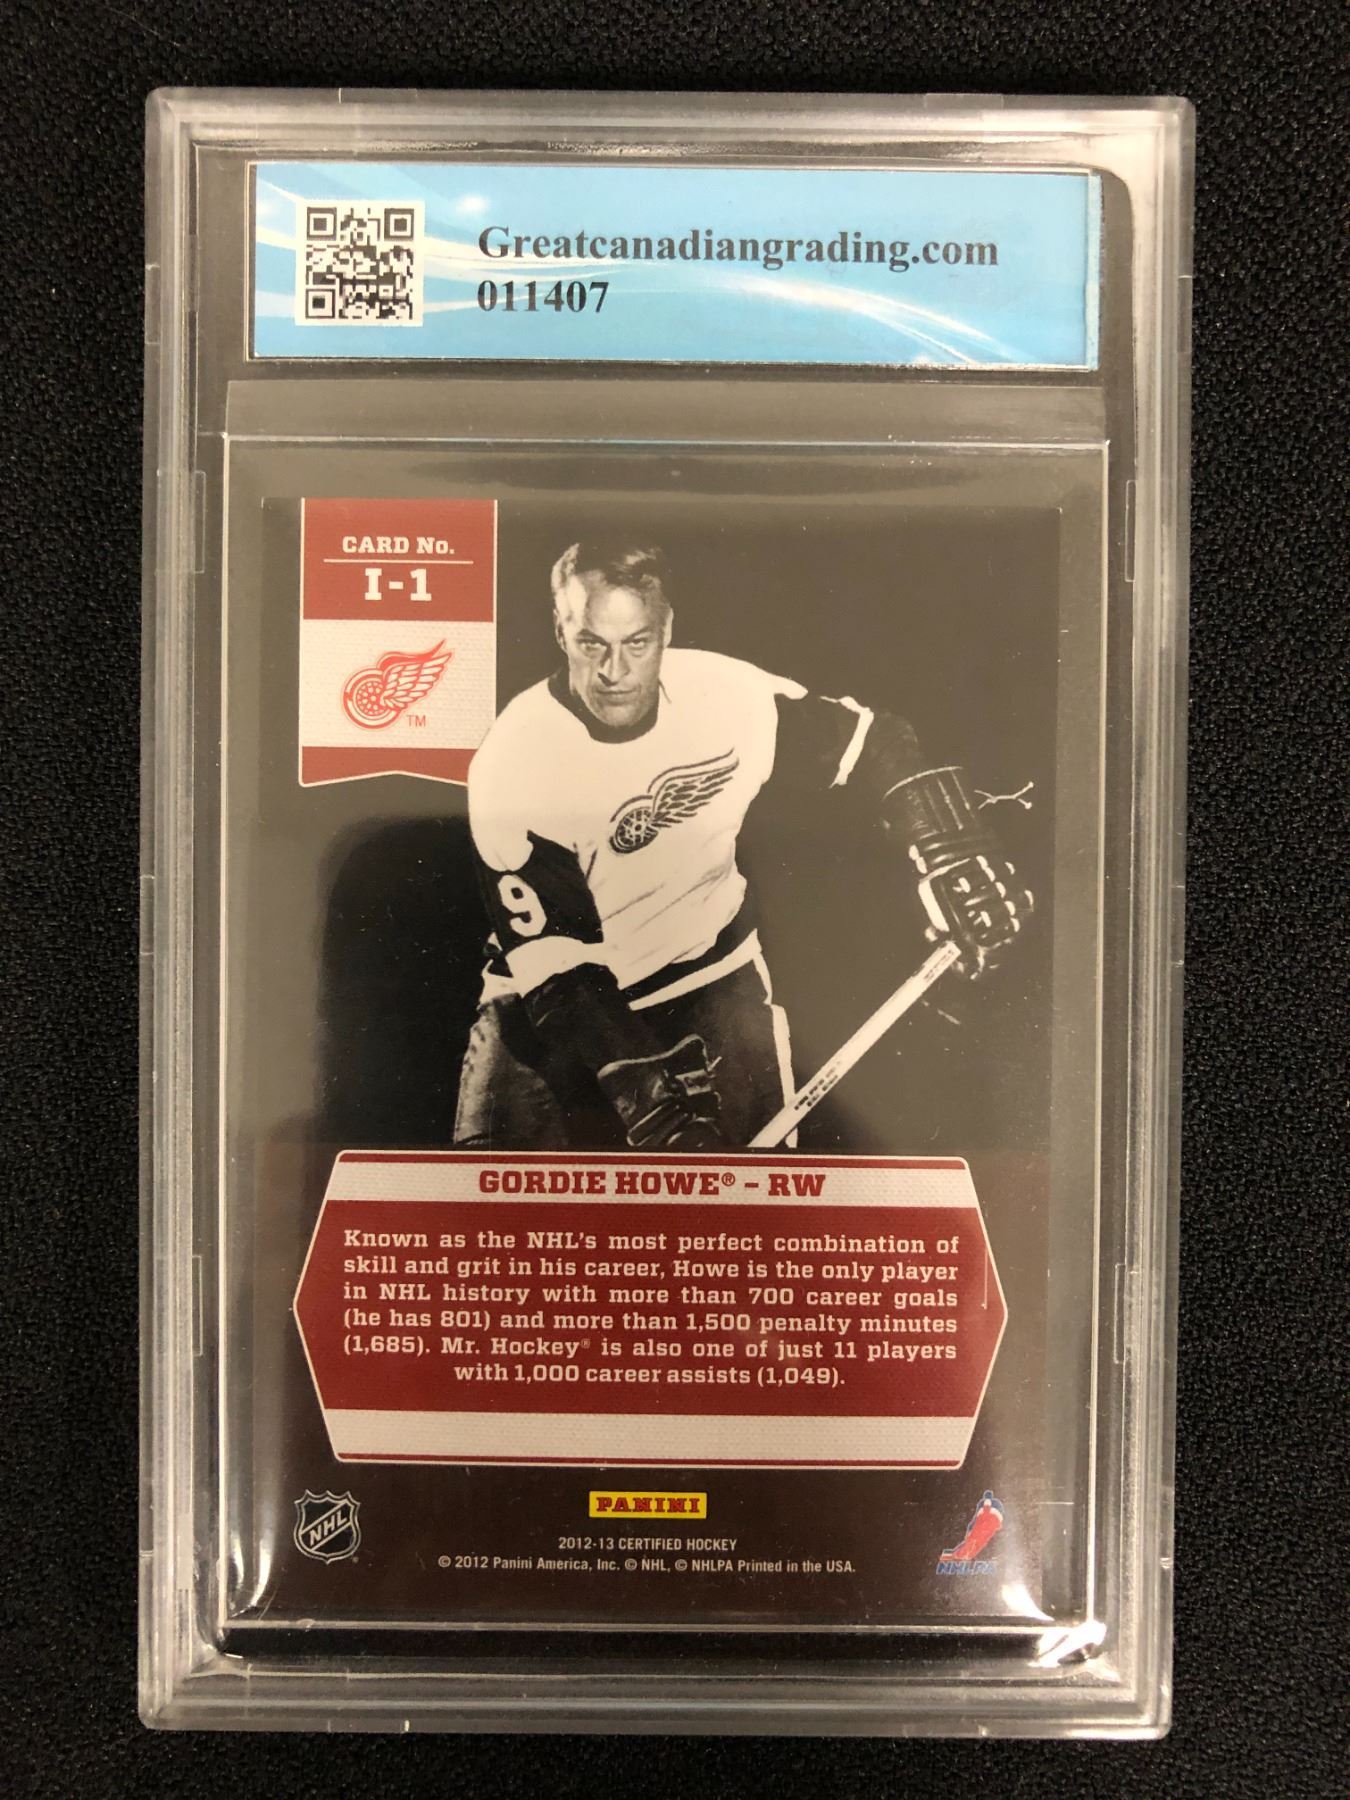 Greatcanadiangrading.com
011407
CARD No.
I-1
TM
9
GORDIE HOWE® - RW
Known as the NHL's most perfect combination of
skill and grit in his career, Howe is the only player
in NHL history with more than 700 career goals
(he has 801) and more than 1,500 penalty minutes
(1,685). Mr. Hockey® is also one of just 11 players
with 1,000 career assists (1,049).
NHL
PANINI
NHLPA
2012-13 CERTIFIED HOCKEY
© 2012 Panini America, Inc. © NHL, © NHLPA Printed in the USA.